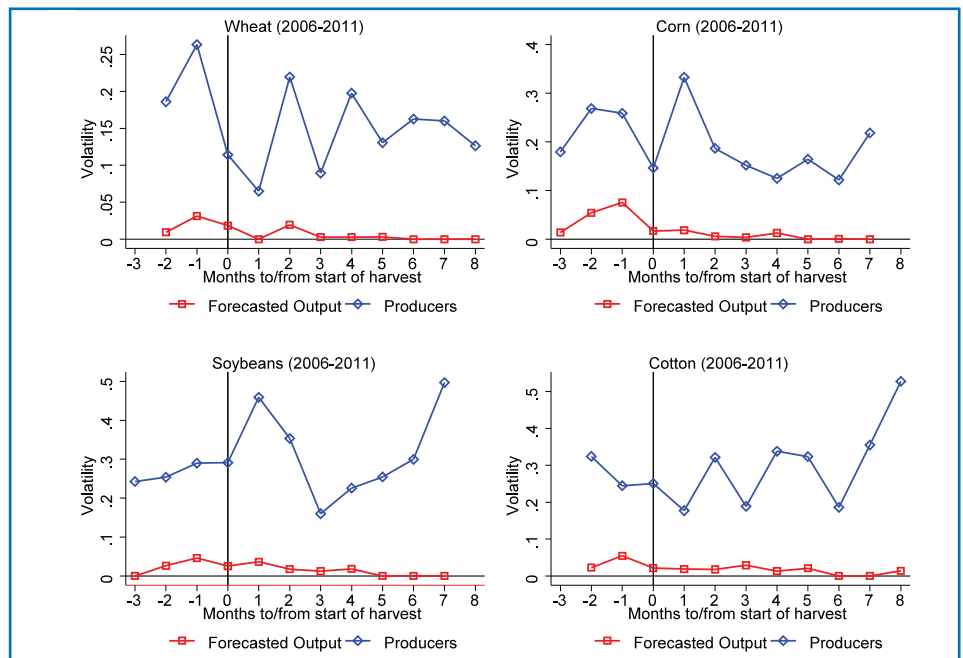 Wheat (2006-2011)
Volatility
0 .05 .1 .15 .2 .25
-3 -2 -1 0 1 2 3 4 5 6 7 8
Months to/from start of harvest
Forecasted Output Producers
Corn (2006-2011)
Volatility
0 .1 .2 .3 .4
-3 -2 -1 0 1 2 3 4 5 6 7 8
Months to/from start of harvest
Forecasted Output Producers
Soybeans (2006-2011)
Volatility
0 .1 .2 .3 .4 .5
-3 -2 -1 0 1 2 3 4 5 6 7 8
Months to/from start of harvest
Forecasted Output Producers
Cotton (2006-2011)
Volatility
0 .1 .2 .3 .4 .5
-3 -2 -1 0 1 2 3 4 5 6 7 8
Months to/from start of harvest
Forecasted Output Producers